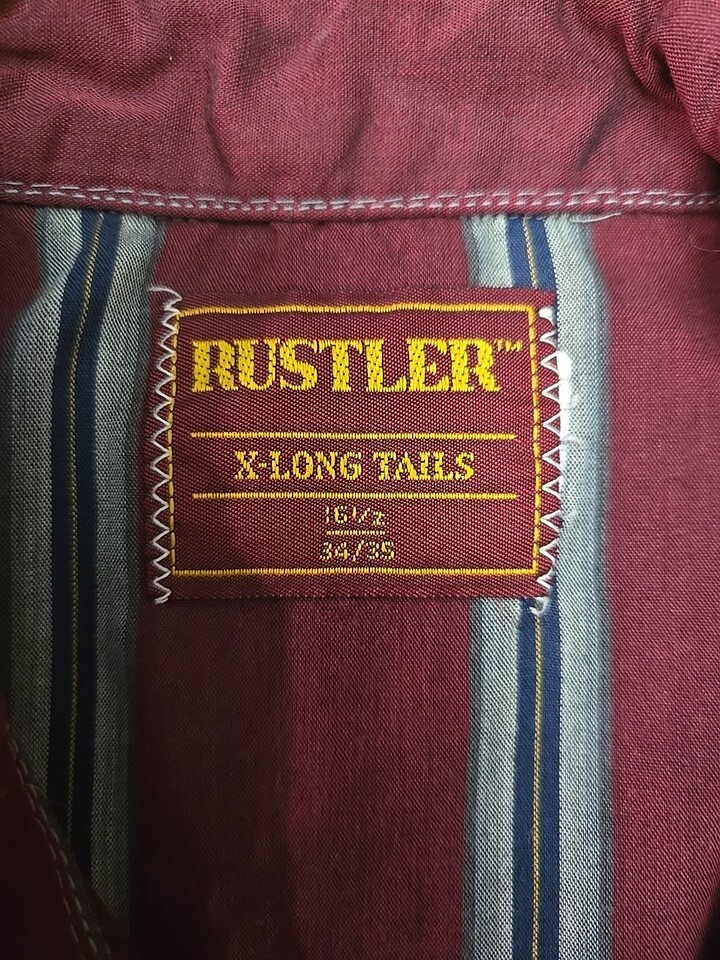 RUSTLER™
X-LONG TAILS
16½
34/35